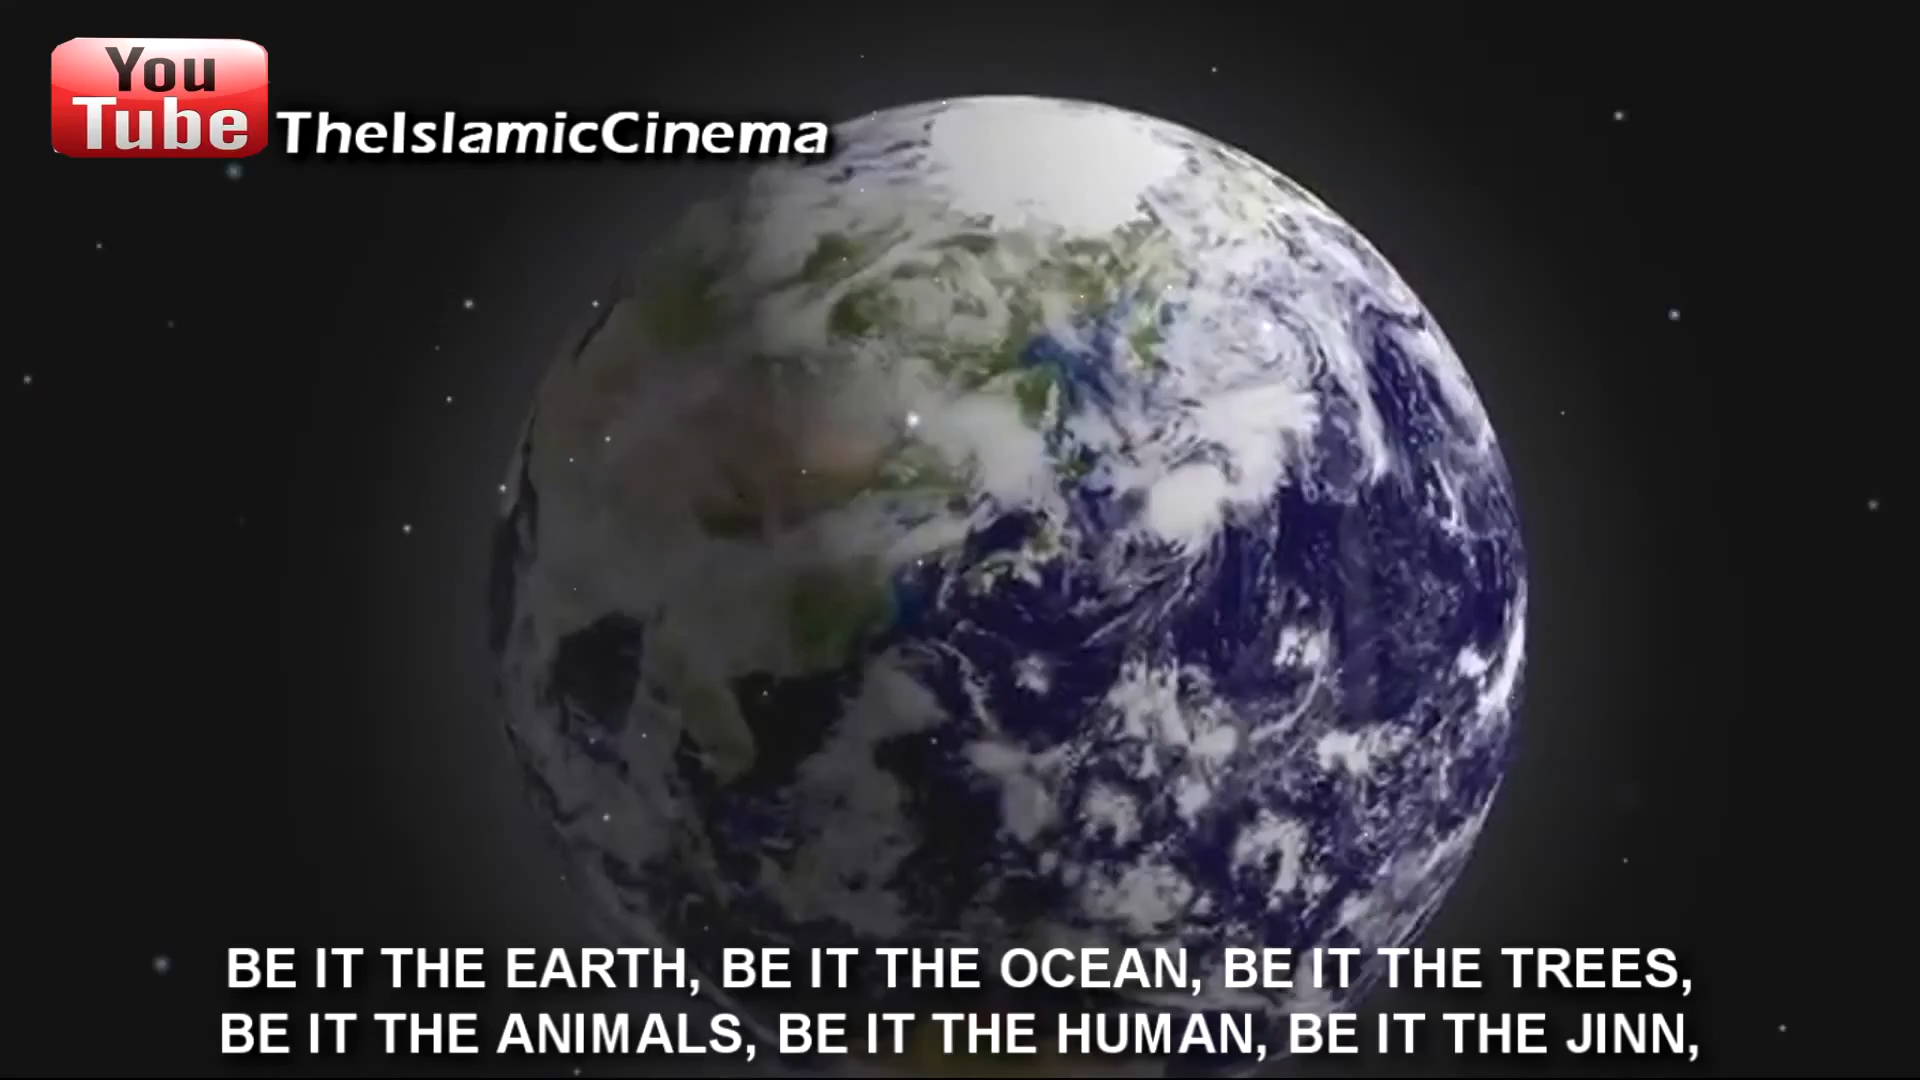 You
Tube TheIslamicCinema
BE IT THE EARTH, BE IT THE OCEAN, BE IT THE TREES,
BE IT THE ANIMALS, BE IT THE HUMAN, BE IT THE JINN,